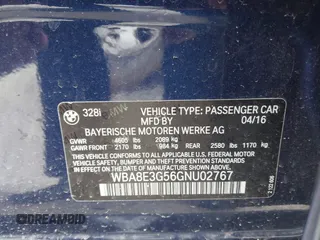 328i VEHICLE TYPE: PASSENGER CAR
MFD BY 04/16
BAYERISCHE MOTOREN WERKE AG
GVWR 4605 lbs 2089 kg
GAWR FRONT 2170 lbs 984 kg REAR 2580 lbs 1170 kg
THIS VEHICLE CONFORMS TO ALL APPLICABLE U.S. FEDERAL MOTOR
VEHICLE SAFETY, BUMPER, AND THEFT PREVENTION STANDARDS IN
EFFECT ON THE DATE OF MANUFACTURE SHOWN ABOVE.
WBA8E3G56GNU02767
DREAMBID